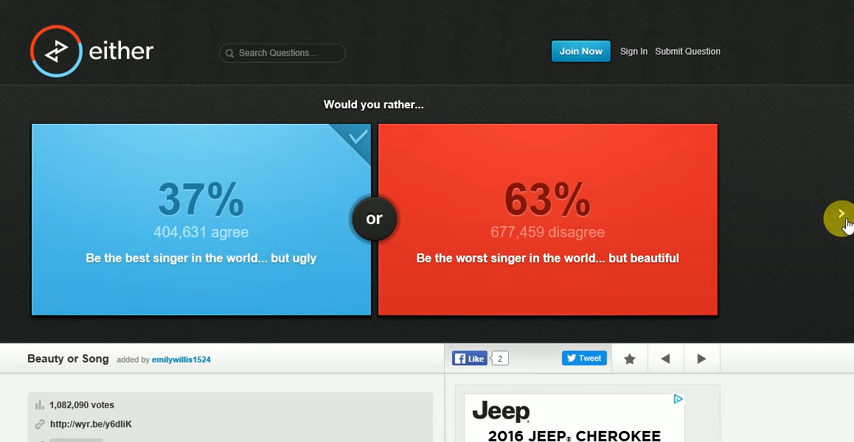 either
Search Questions...
Join Now
Sign In
Submit Question
Would you rather...
37%
404,631 agree
Be the best singer in the world... but ugly
or
63%
677,459 disagree
Be the worst singer in the world... but beautiful
Beauty or Song added by emilywillis1524
Like 2
Tweet
1,082,090 votes
http://wyr.be/y6dIiK
Jeep®
2016 JEEP® CHEROKEE